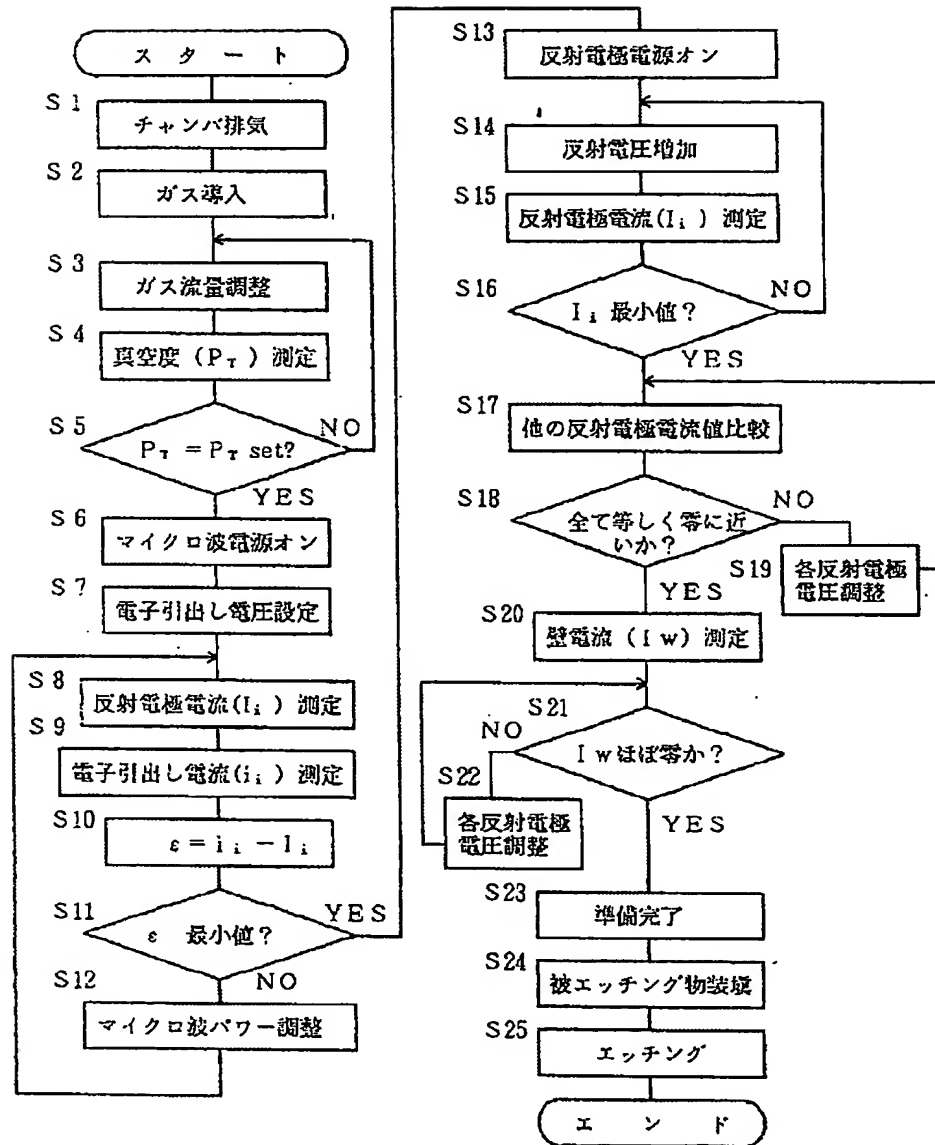 スタート
S1
チャンバ排気
S2
ガス導入
S3
ガス流量調整
S4
真空度 (P_T) 測定
S5
P_T = P_T set?
NO
YES
S6
マイクロ波電源オン
S7
電子引出し電圧設定
S8
反射電極電流(I_i) 測定
S9
電子引出し電流(i_i) 測定
S10
ε = i_i − I_i
S11
ε 最小値?
YES
NO
S12
マイクロ波パワー調整
S13
反射電極電源オン
S14
反射電圧増加
S15
反射電極電流(I_i) 測定
S16
I_i 最小値?
NO
YES
S17
他の反射電極電流値比較
S18
全て等しく零に近
いか?
NO
YES
S19
各反射電極
電圧調整
S20
壁電流 (Iw) 測定
S21
Iwほぼ零か?
NO
YES
S22
各反射電極
電圧調整
S23
準備完了
S24
被エッチング物装填
S25
エッチング
エンド